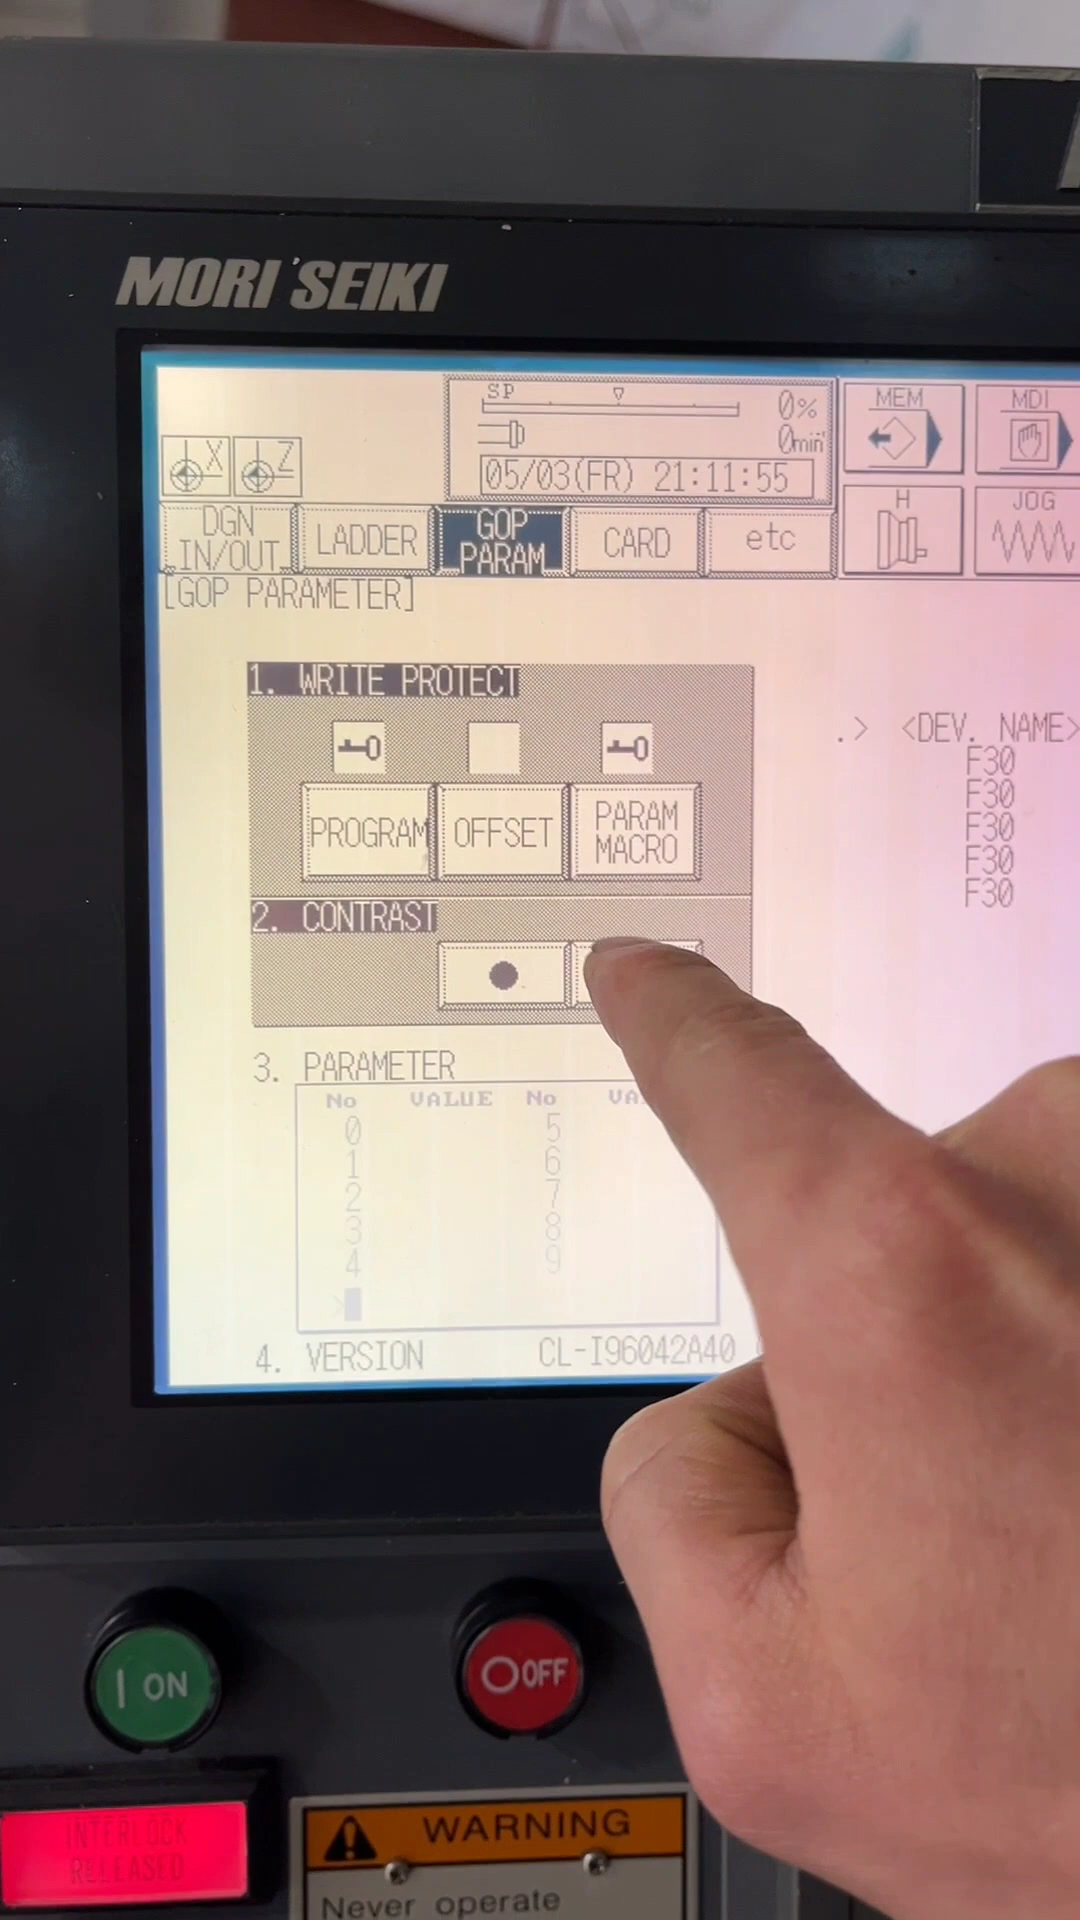 MORI SEIKI
SP
0%
0min
05/03(FR) 21:11:55
MEM
MDI
X
Z
H
JOG
DGN
IN/OUT
LADDER
GOP
PARAM
CARD
etc
[GOP PARAMETER]
1. WRITE PROTECT
PROGRAM
OFFSET
PARAM
MACRO
.> <DEV. NAME>
F30
F30
F30
F30
F30
2. CONTRAST
3. PARAMETER
No VALUE No
0 5
1 6
2 7
3 8
4 9
>
4. VERSION CL-I96042A40
ON
OFF
INTERLOCK
RELEASED
WARNING
Never operate